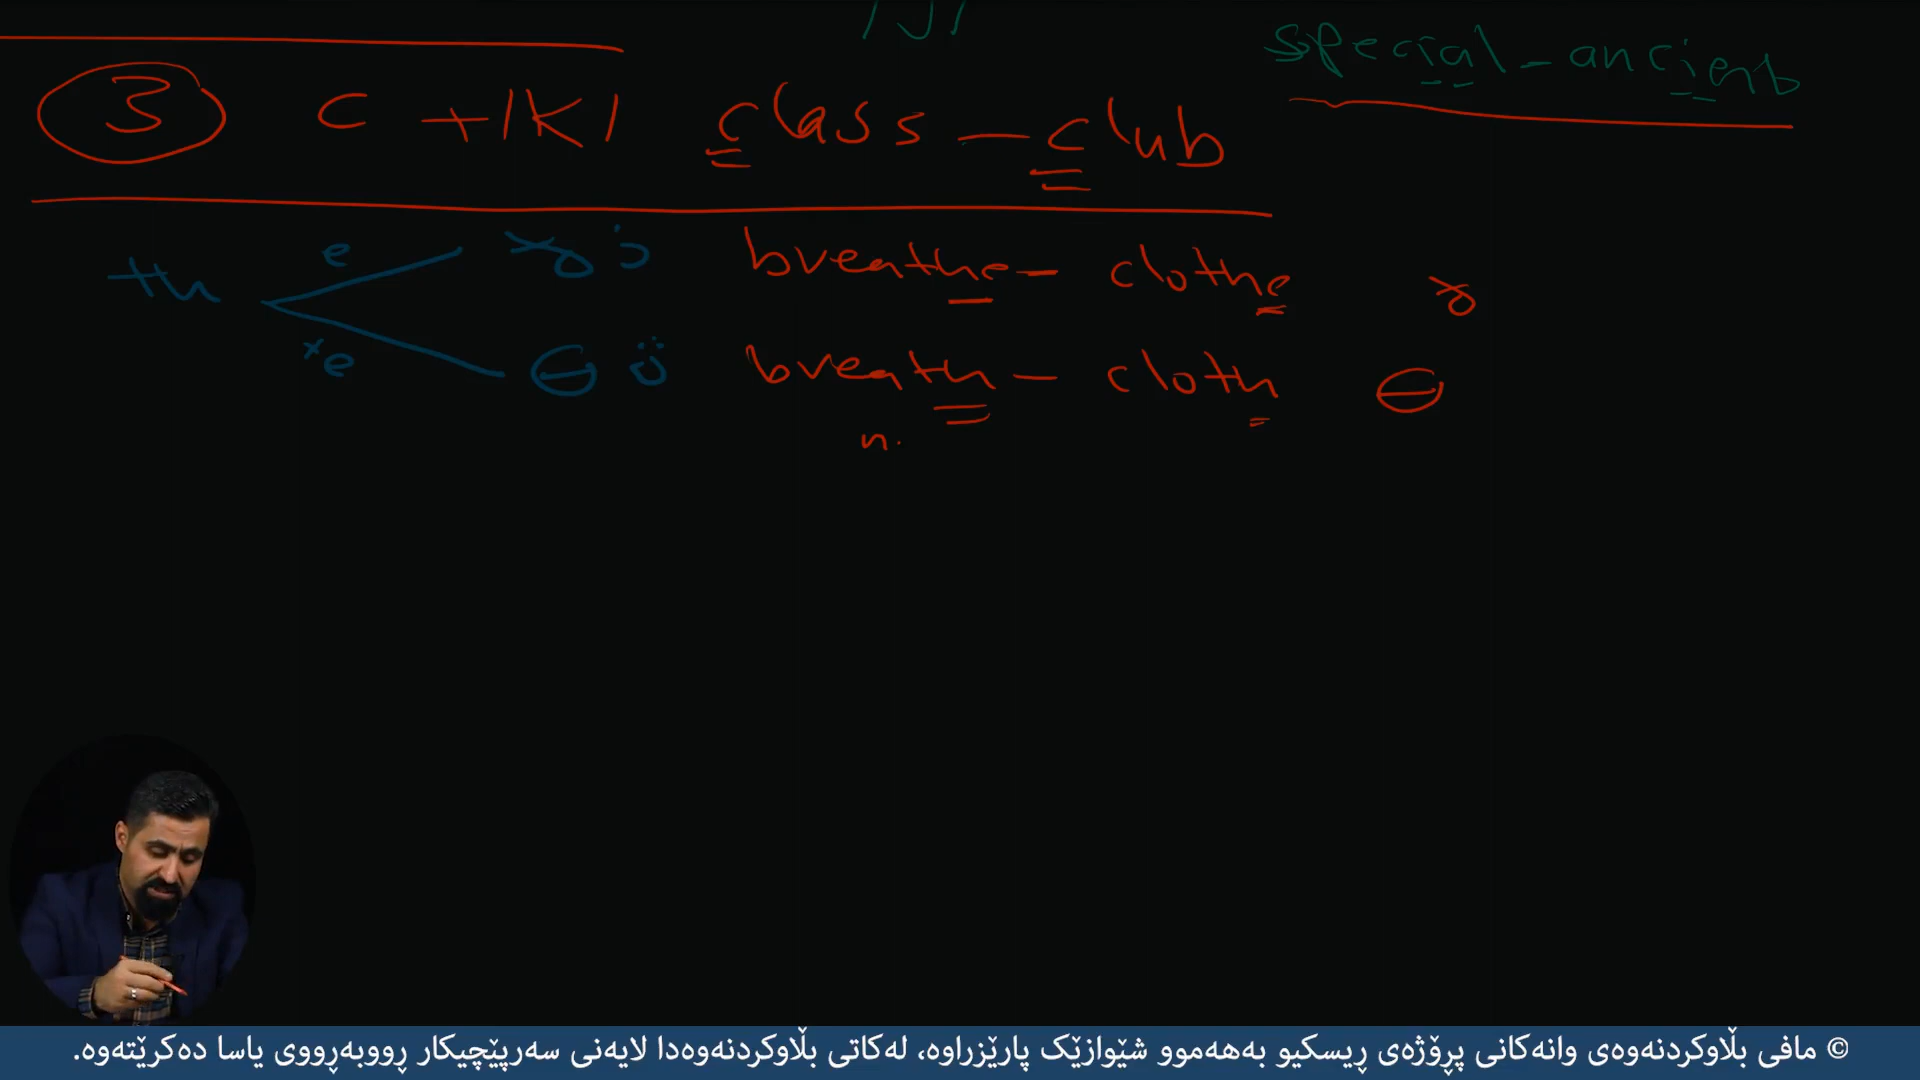 /ʃ/
special - ancient
3 c + /K/ class - club
th e ð ذ breathe - clothe ð
×e θ ث breath - cloth θ
n.
© مافی بڵاوکردنەوەی وانەکانی پڕۆژەی ڕیسکیو بەهەموو شێوازێک پارێزراوە، لەکاتی بڵاوکردنەوەدا لایەنی سەرپێچیکار ڕووبەڕووی یاسا دەکرێتەوە.